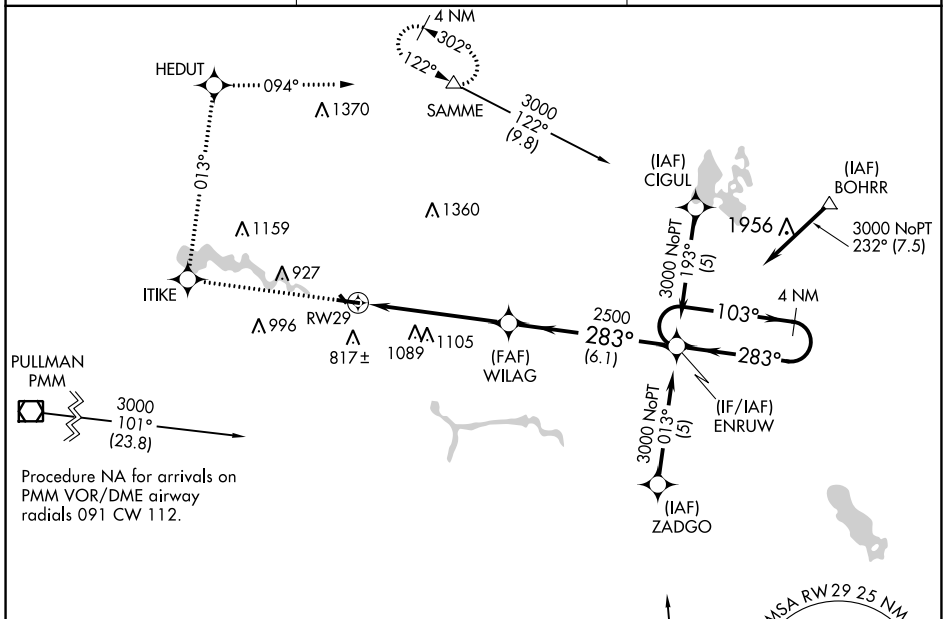 4 NM
302°
122°
HEDUT
094°
1370
SAMME
3000
122°
(9.8)
013°
(IAF)
CIGUL
(IAF)
BOHRR
1360
1956
3000 NoPT
232° (7.5)
1159
3000 NoPT
193°
(5)
927
ITIKE
4 NM
103°
RW29
2500
283°
(6.1)
996
817±
1089
1105
(FAF)
WILAG
283°
PULLMAN
PMM
3000
101°
(23.8)
(IF/IAF)
ENRUW
3000 NoPT
013°
(5)
Procedure NA for arrivals on
PMM VOR/DME airway
radials 091 CW 112.
(IAF)
ZADGO
MSA RW29 25 NM